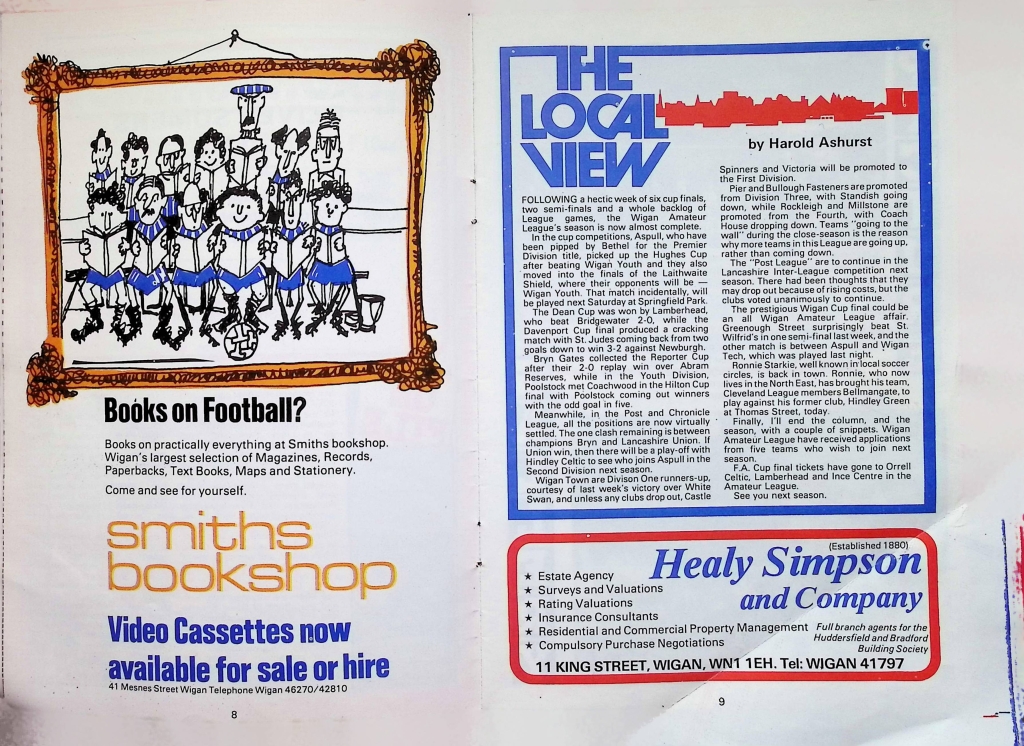 Books on Football?
Books on practically everything at Smiths bookshop.
Wigan's largest selection of Magazines, Records,
Paperbacks, Text Books, Maps and Stationery.
Come and see for yourself.
smiths
bookshop
Video Cassettes now
available for sale or hire
41 Mesnes Street Wigan Telephone Wigan 46270/42810
8
THE
LOCAL
VIEW
by Harold Ashurst
FOLLOWING a hectic week of six cup finals,
two semi-finals and a whole backlog of
League games, the Wigan Amateur
League's season is now almost complete.
In the cup competitions, Aspull, who have
been pipped by Bethel for the Premier
Division title, picked up the Hughes Cup
after beating Wigan Youth and they also
moved into the finals of the Laithwaite
Shield, where their opponents will be —
Wigan Youth. That match incidentally, will
be played next Saturday at Springfield Park.
The Dean Cup was won by Lamberhead,
who beat Bridgewater 2-0, while the
Davenport Cup final produced a cracking
match with St. Judes coming back from two
goals down to win 3-2 against Newburgh.
Bryn Gates collected the Reporter Cup
after their 2-0 replay win over Abram
Reserves, while in the Youth Division,
Poolstock met Coachwood in the Hilton Cup
final with Poolstock coming out winners
with the odd goal in five.
Meanwhile, in the Post and Chronicle
League, all the positions are now virtually
settled. The one clash remaining is between
champions Bryn and Lancashire Union. If
Union win, then there will be a play-off with
Hindley Celtic to see who joins Aspull in the
Second Division next season.
Wigan Town are Divison One runners-up,
courtesy of last week's victory over White
Swan, and unless any clubs drop out, Castle
Spinners and Victoria will be promoted to
the First Division.
Pier and Bullough Fasteners are promoted
from Division Three, with Standish going
down, while Rockleigh and Millstone are
promoted from the Fourth, with Coach
House dropping down. Teams "going to the
wall" during the close-season is the reason
why more teams in this League are going up,
rather than coming down.
The "Post League" are to continue in the
Lancashire Inter-League competition next
season. There had been thoughts that they
may drop out because of rising costs, but the
clubs voted unanimously to continue.
The prestigious Wigan Cup final could be
an all Wigan Amateur League affair.
Greenough Street surprisingly beat St.
Wilfrid's in one semi-final last week, and the
other match is between Aspull and Wigan
Tech, which was played last night.
Ronnie Starkie, well known in local soccer
circles, is back in town. Ronnie, who now
lives in the North East, has brought his team,
Cleveland League members Bellmangate, to
play against his former club, Hindley Green
at Thomas Street, today.
Finally, I'll end the column, and the
season, with a couple of snippets. Wigan
Amateur League have received applications
from five teams who wish to join next
season.
F.A. Cup final tickets have gone to Orrell
Celtic, Lamberhead and Ince Centre in the
Amateur League.
See you next season.
(Established 1880)
Healy Simpson
and Company
★ Estate Agency
★ Surveys and Valuations
★ Rating Valuations
★ Insurance Consultants
★ Residential and Commercial Property Management
★ Compulsory Purchase Negotiations
Full branch agents for the
Huddersfield and Bradford
Building Society
11 KING STREET, WIGAN, WN1 1EH. Tel: WIGAN 41797
9